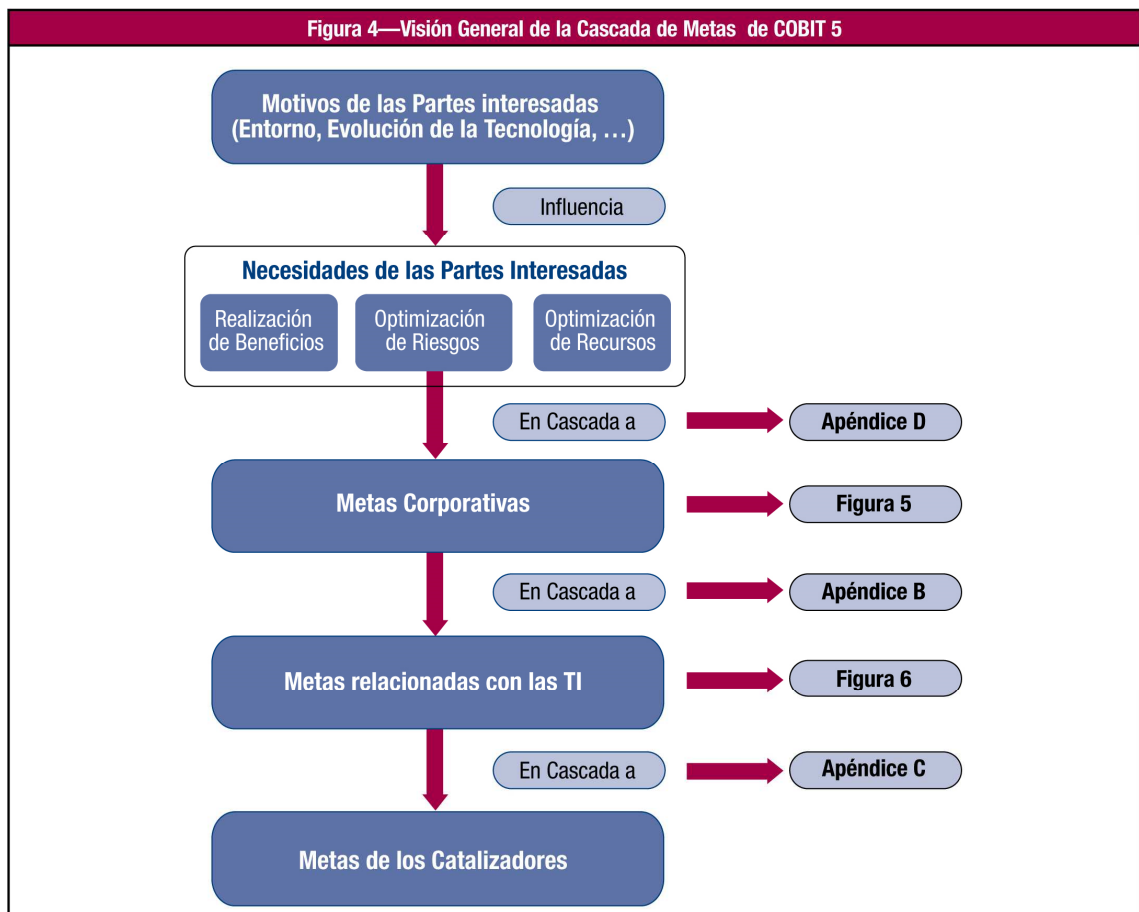 Figura 4—Visión General de la Cascada de Metas de COBIT 5
Motivos de las Partes interesadas
(Entorno, Evolución de la Tecnología, …)
Influencia
Necesidades de las Partes Interesadas
Realización
de Beneficios
Optimización
de Riesgos
Optimización
de Recursos
En Cascada a
Apéndice D
Metas Corporativas
Figura 5
En Cascada a
Apéndice B
Metas relacionadas con las TI
Figura 6
En Cascada a
Apéndice C
Metas de los Catalizadores